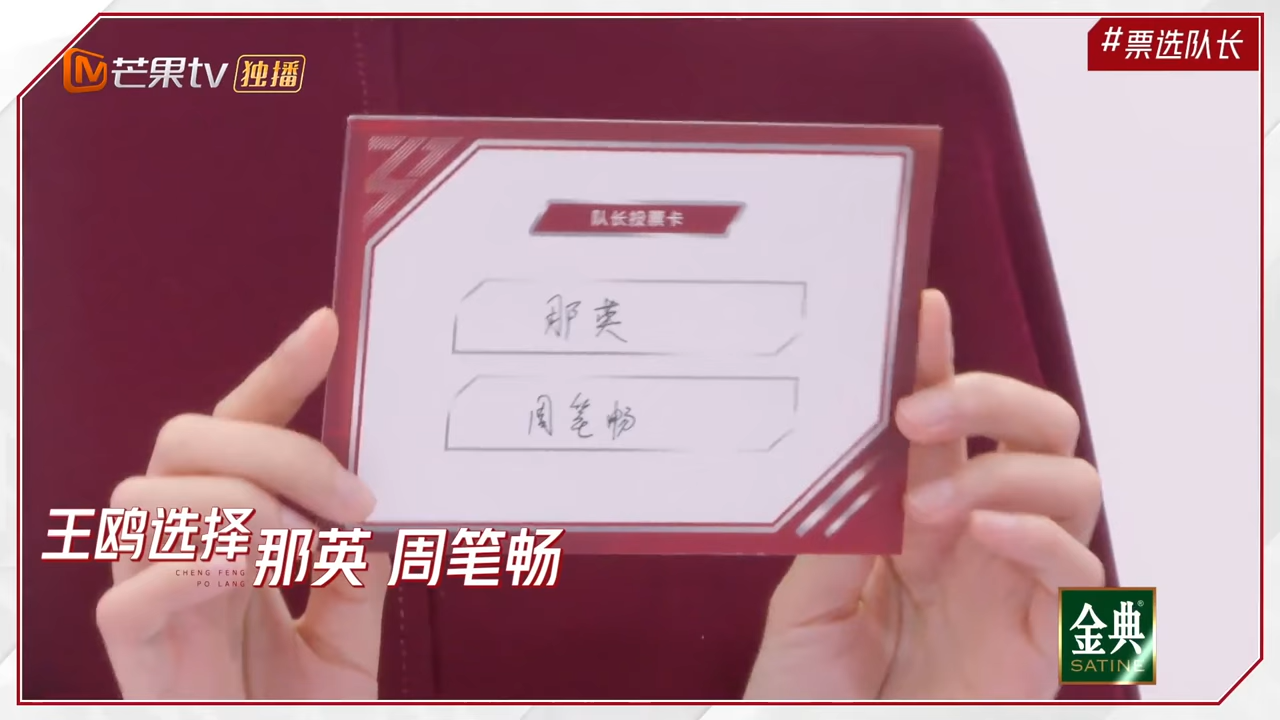 芒果tv 独播
#票选队长
队长投票卡
那英
周笔畅
王鸥选择
那英 周笔畅
CHENG FENG
PO LANG
金典®
SATINE